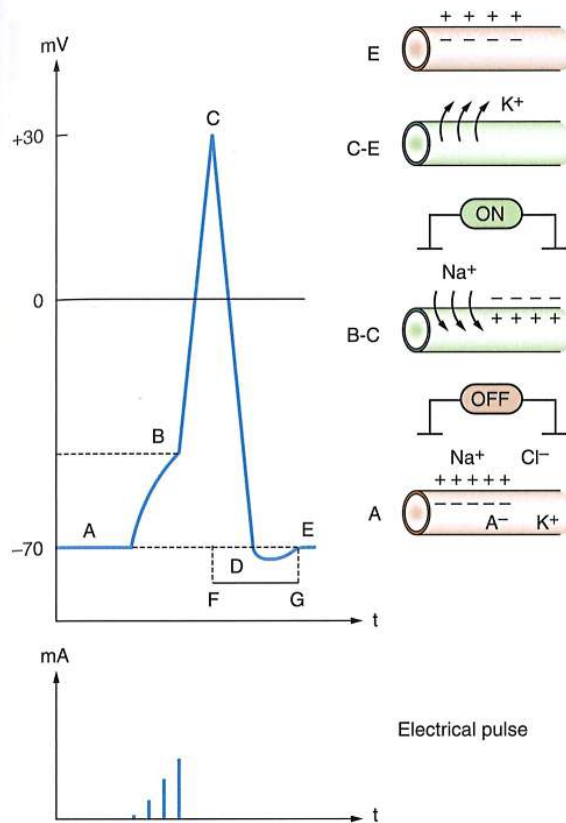 mV
+30
0
–70
A
B
C
D
E
F
G
t
mA
t
E
+ + + +
– – – –
C-E
K+
ON
Na+
– – – –
+ + + +
B-C
OFF
Na+ Cl–
+ + + + +
– – – – –
A
A– K+
Electrical pulse